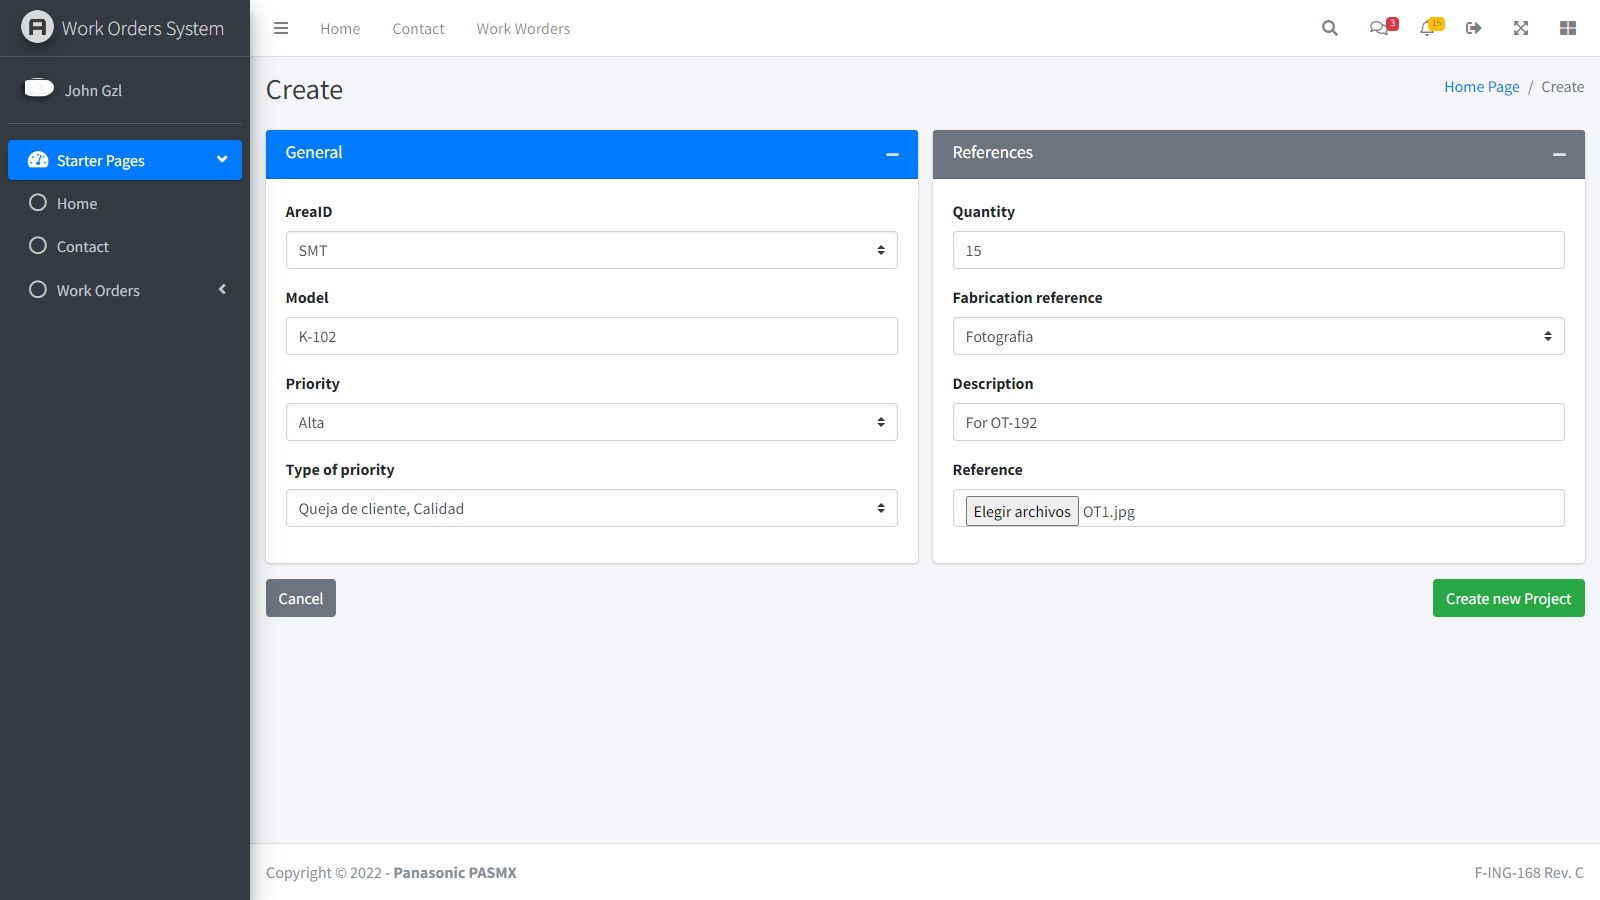 Work Orders System
Home Contact Work Worders 3 15
John Gzl
Create
Home Page / Create
Starter Pages
Home
Contact
Work Orders
General
AreaID
SMT
Model
K-102
Priority
Alta
Type of priority
Queja de cliente, Calidad
References
Quantity
15
Fabrication reference
Fotografia
Description
For OT-192
Reference
Elegir archivos OT1.jpg
Cancel
Create new Project
Copyright © 2022 - Panasonic PASMX
F-ING-168 Rev. C